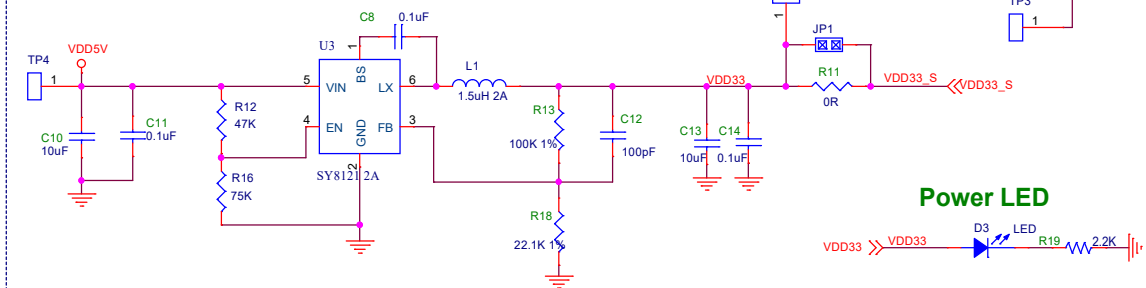 C8
0.1uF
TP3
1
1
JP1
U3
TP4
VDD5V
1
1
L1
1.5uH 2A
5
VIN
BS
LX
6
VDD33
R11
0R
VDD33_S
VDD33_S
R12
47K
R13
100K 1%
C12
100pF
C10
10uF
C11
0.1uF
4
EN
GND
FB
3
C13
10uF
C14
0.1uF
2
SY8121 2A
R16
75K
R18
22.1K 1%
Power LED
D3
LED
VDD33
VDD33
R19
2.2K